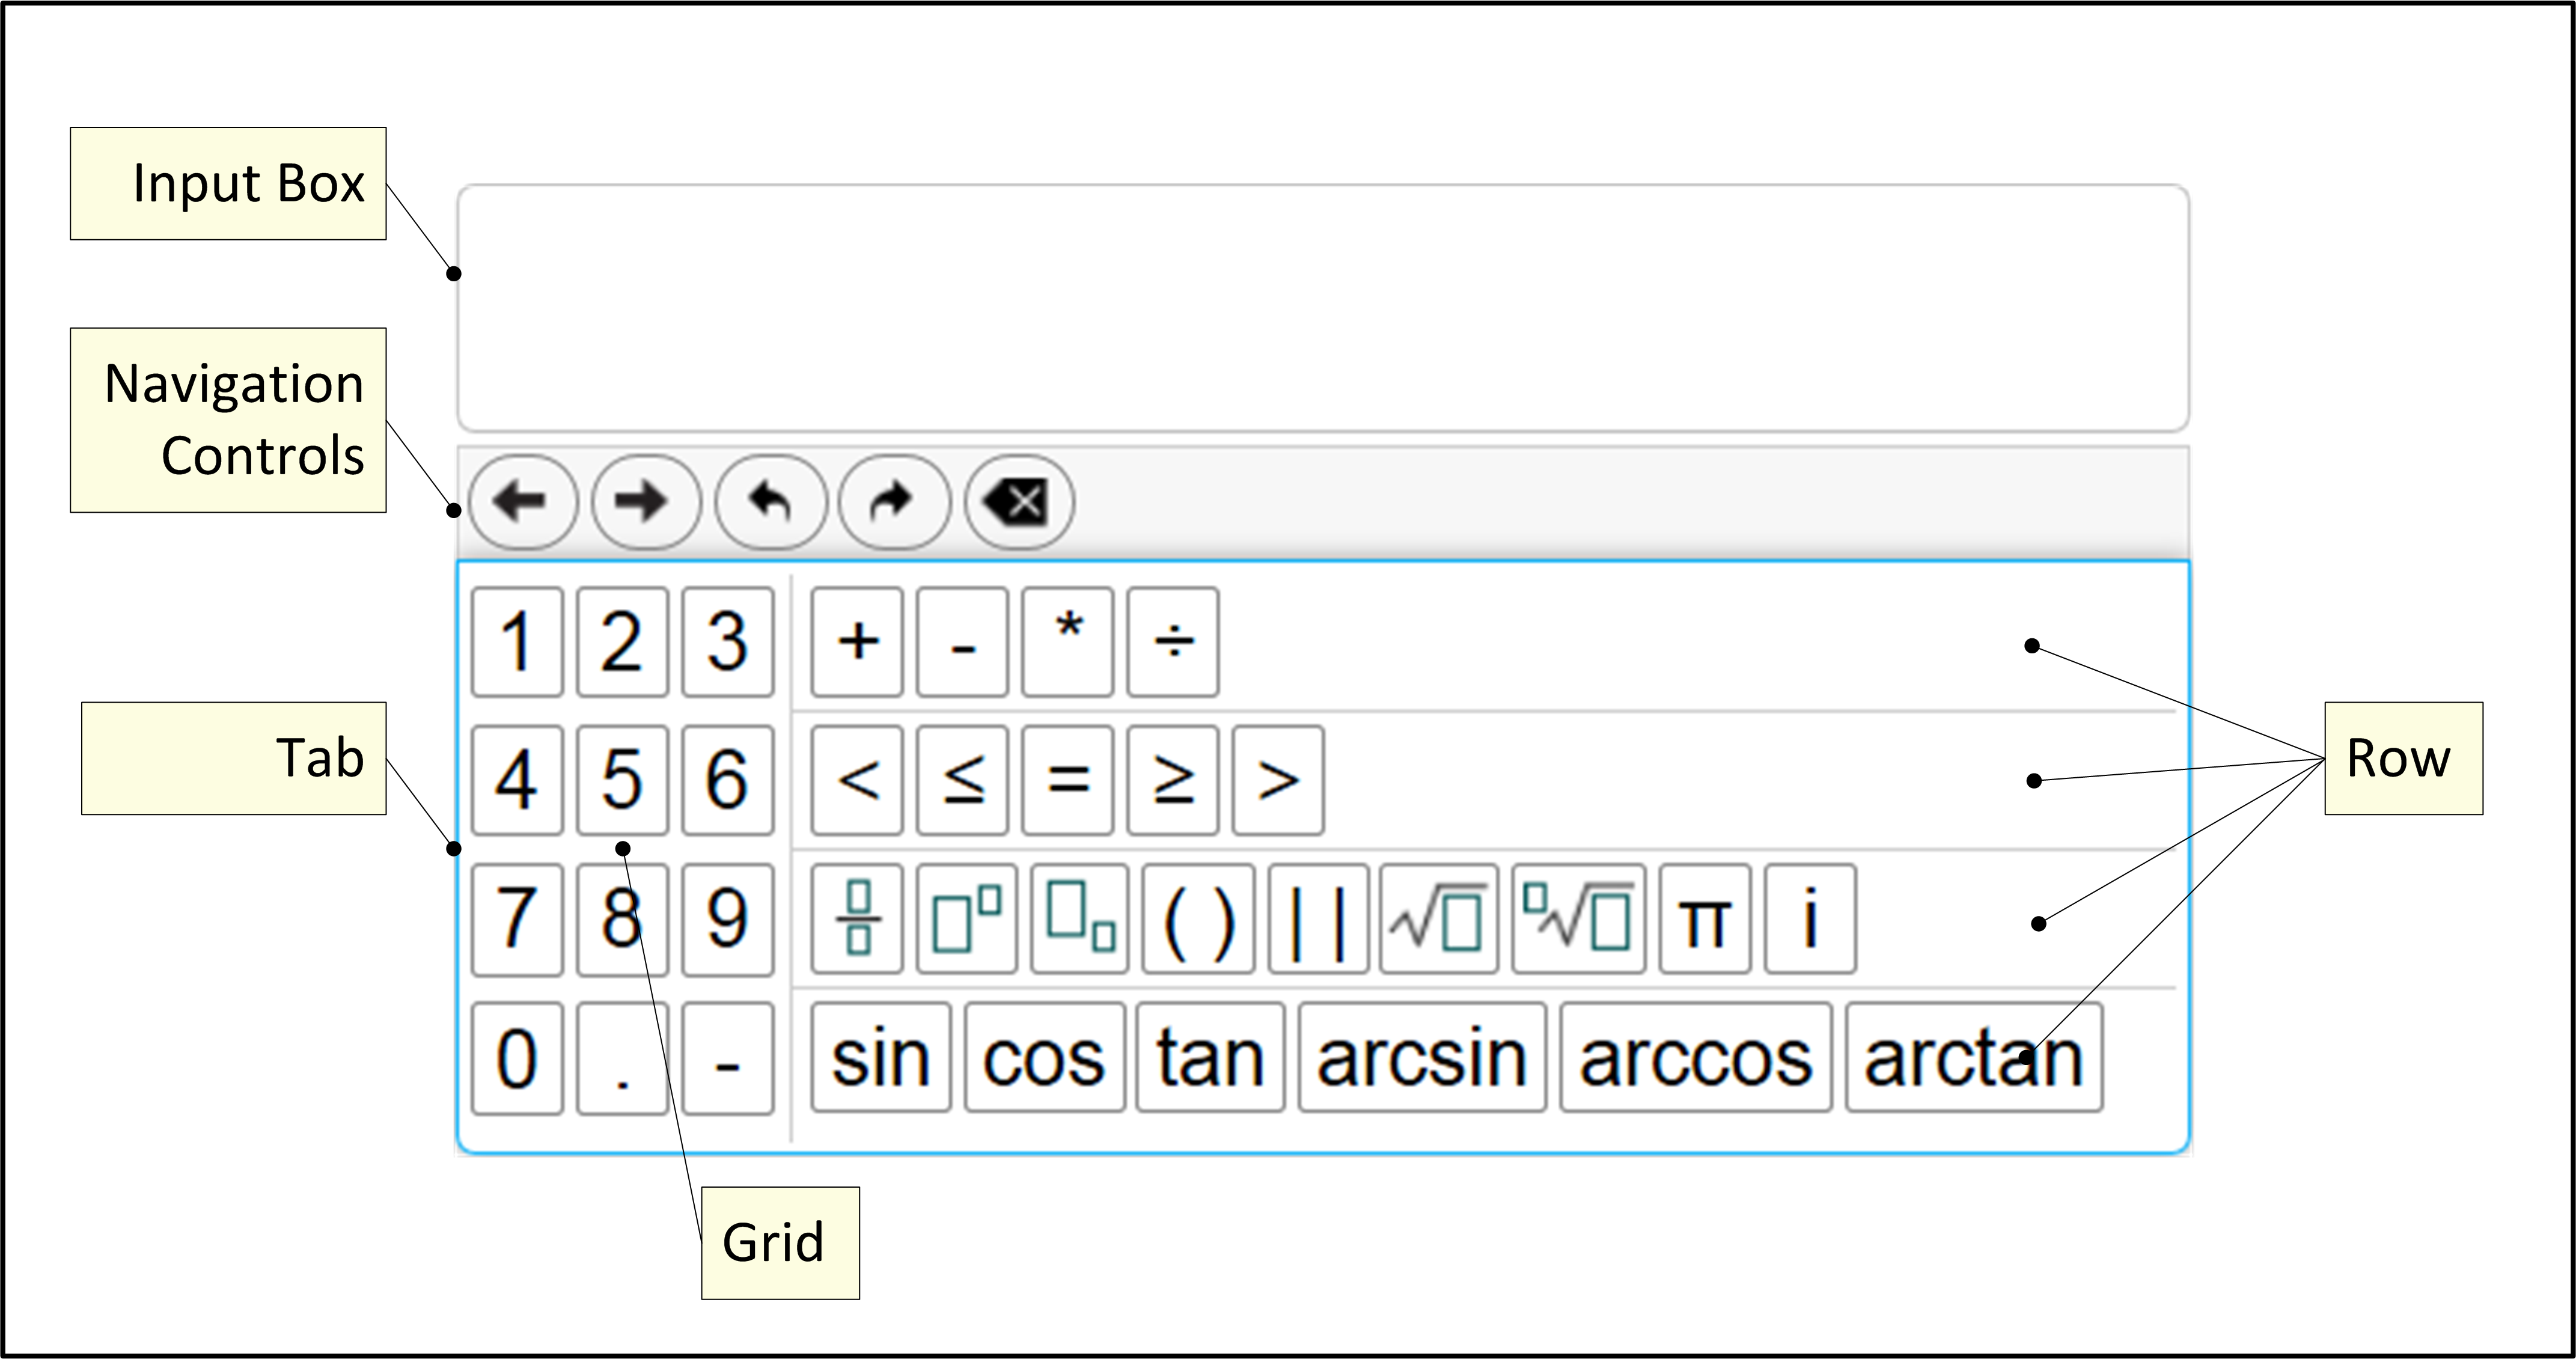 Input Box
Navigation
Controls
1 2 3 + - * ÷
Tab
4 5 6 < ≤ = ≥ >
Row
7 8 9 ( ) | | √ √ π i
0 . - sin cos tan arcsin arccos arctan
Grid